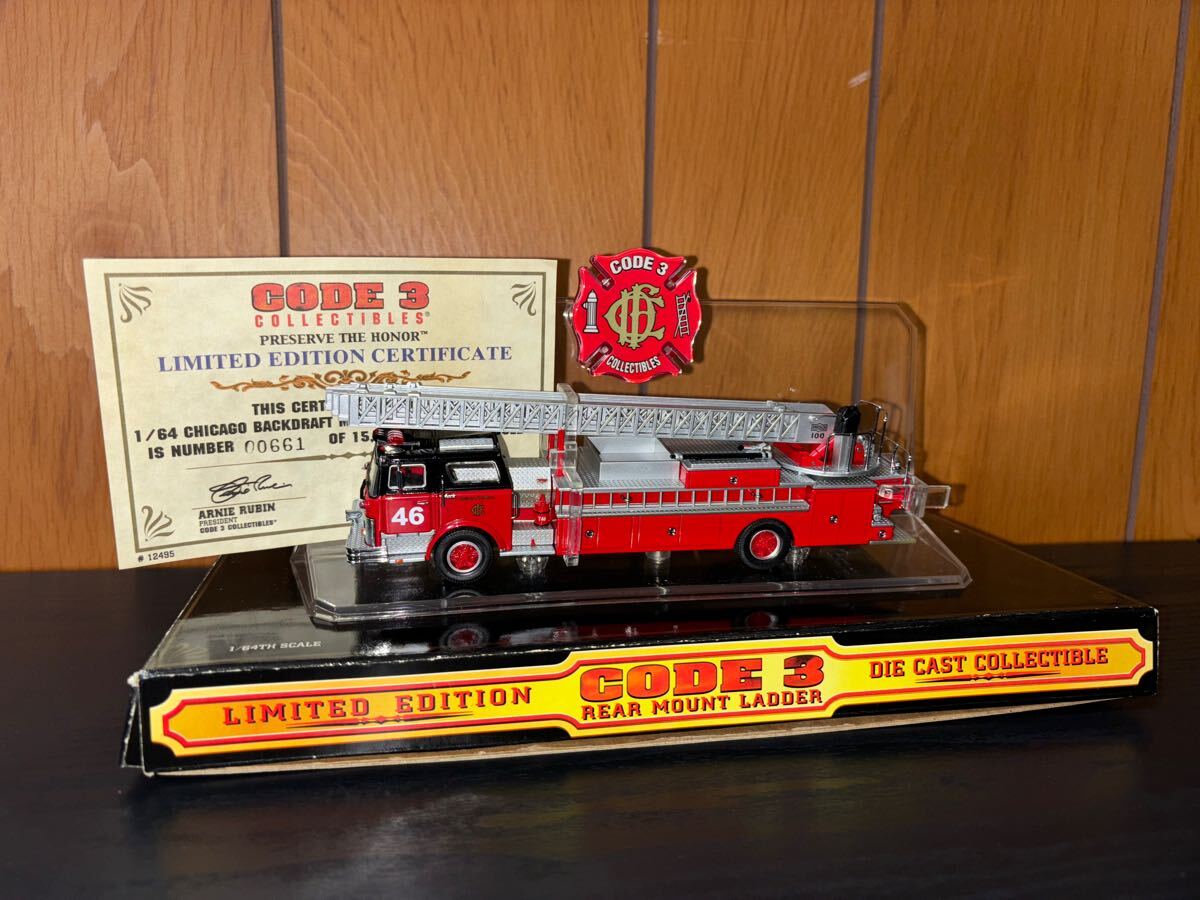 CODE 3
COLLECTIBLES®
PRESERVE THE HONOR™
LIMITED EDITION CERTIFICATE
THIS CERT
1/64 CHICAGO BACKDRAFT M
IS NUMBER 00661 OF 15
ARNIE RUBIN
PRESIDENT
CODE 3 COLLECTIBLES®
# 12495
CODE 3
CFD
COLLECTIBLES
100
46
1/64TH SCALE
LIMITED EDITION
CODE 3
REAR MOUNT LADDER
DIE CAST COLLECTIBLE